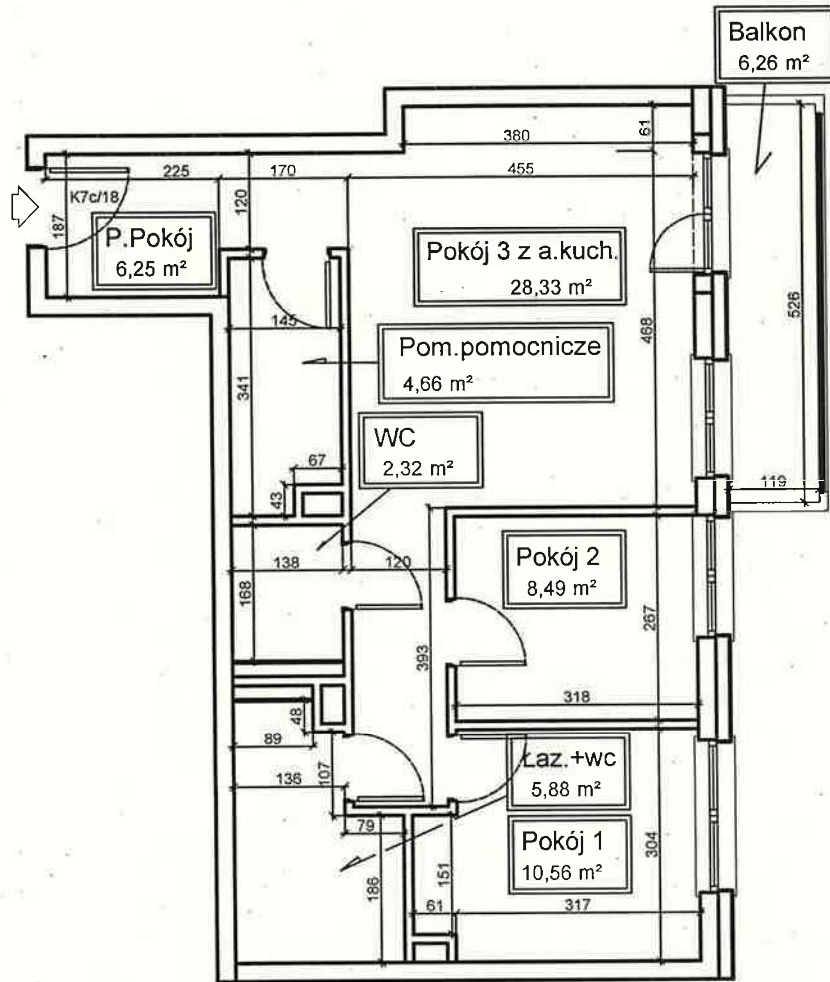 Balkon
6,26 m²
380
61
225
170
455
K7c/18
187
120
P.Pokój
6,25 m²
Pokój 3 z a.kuch.
28,33 m²
526
468
145
Pom.pomocnicze
4,66 m²
341
WC
2,32 m²
67
43
119
138
120
168
Pokój 2
8,49 m²
267
393
318
48
89
107
136
Łaz.+wc
5,88 m²
79
Pokój 1
10,56 m²
304
186
151
61
317